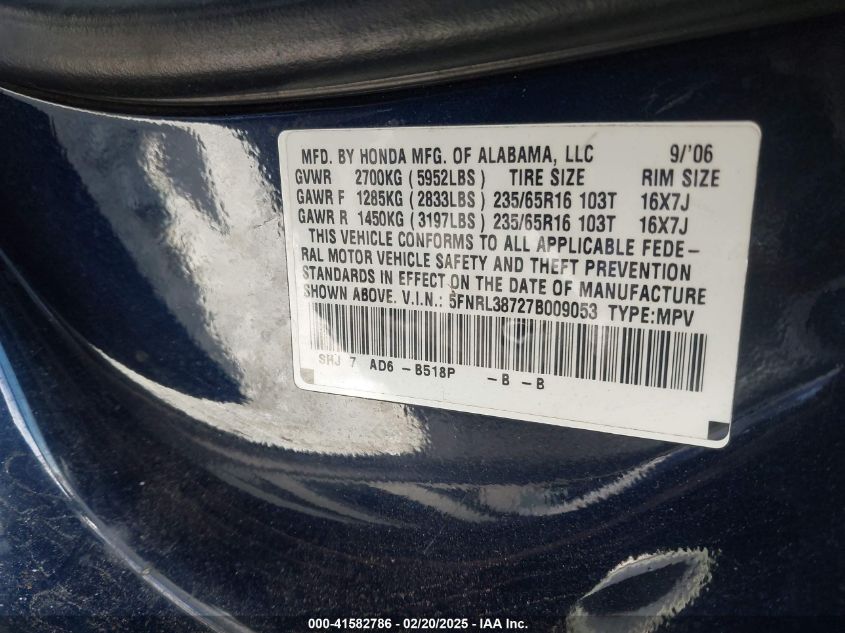 MFD. BY HONDA MFG. OF ALABAMA, LLC 9/'06
GVWR 2700KG (5952LBS) TIRE SIZE RIM SIZE
GAWR F 1285KG (2833LBS) 235/65R16 103T 16X7J
GAWR R 1450KG (3197LBS) 235/65R16 103T 16X7J
THIS VEHICLE CONFORMS TO ALL APPLICABLE FEDE-
RAL MOTOR VEHICLE SAFETY AND THEFT PREVENTION
STANDARDS IN EFFECT ON THE DATE OF MANUFACTURE
SHOWN ABOVE. V.I.N.: 5FNRL38727B009053 TYPE:MPV
SHJ 7 AD6 - B518P - B - B
000-41582786 - 02/20/2025 - IAA Inc.